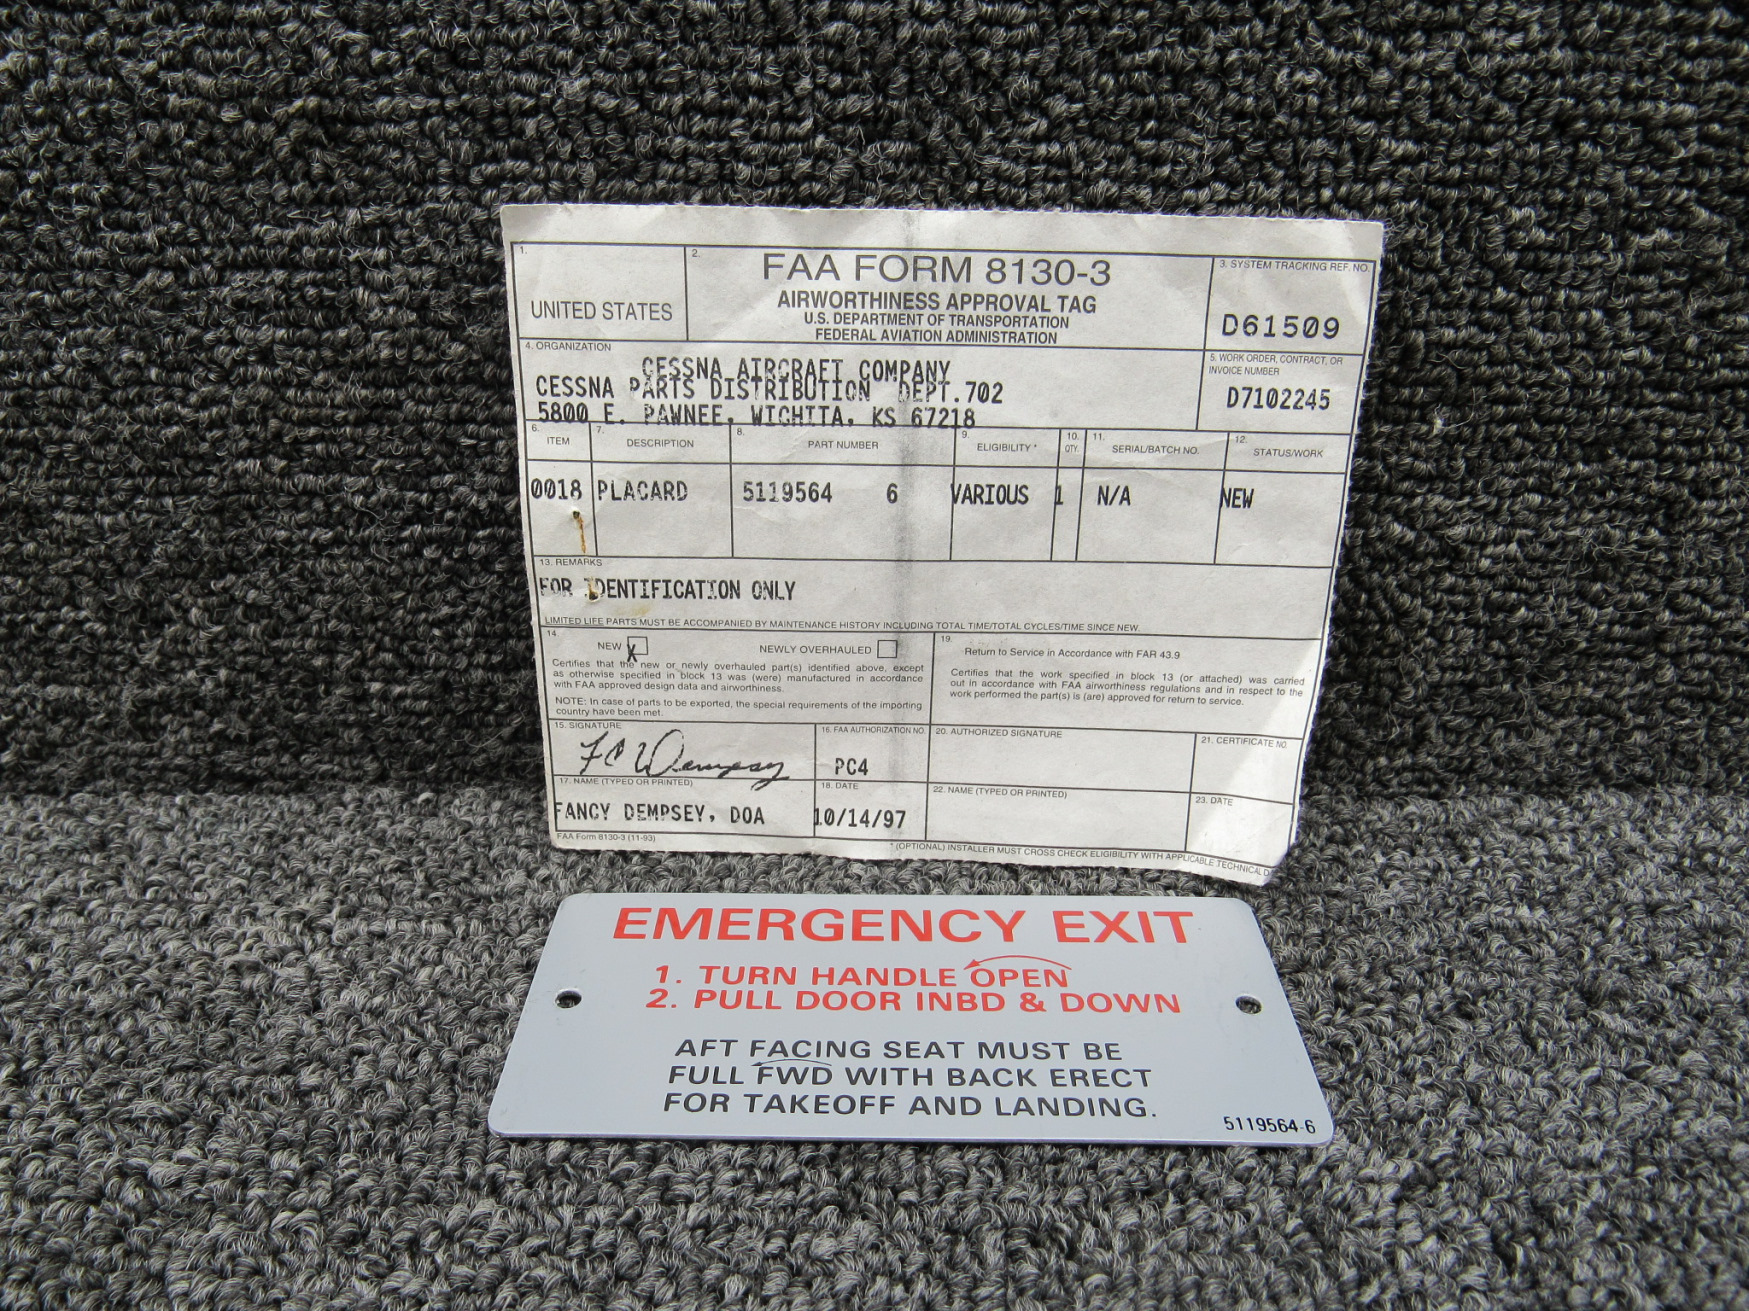 1.
UNITED STATES
2.
FAA FORM 8130-3
AIRWORTHINESS APPROVAL TAG
U.S. DEPARTMENT OF TRANSPORTATION
FEDERAL AVIATION ADMINISTRATION
3. SYSTEM TRACKING REF. NO.
D61509
4. ORGANIZATION
CESSNA AIRCRAFT COMPANY
CESSNA PARTS DISTRIBUTION DEPT.702
5800 E. PAWNEE, WICHITA, KS 67218
5. WORK ORDER, CONTRACT, OR
INVOICE NUMBER
D7102245
6. ITEM
7. DESCRIPTION
8. PART NUMBER
9. ELIGIBILITY *
10. QTY.
11. SERIAL/BATCH NO.
12. STATUS/WORK
0018 PLACARD 5119564 6 VARIOUS 1 N/A NEW
13. REMARKS
FOR IDENTIFICATION ONLY
LIMITED LIFE PARTS MUST BE ACCOMPANIED BY MAINTENANCE HISTORY INCLUDING TOTAL TIME/TOTAL CYCLES/TIME SINCE NEW.
14.
NEW X NEWLY OVERHAULED
Certifies that the new or newly overhauled part(s) identified above, except
as otherwise specified in block 13 was (were) manufactured in accordance
with FAA approved design data and airworthiness.
NOTE: In case of parts to be exported, the special requirements of the importing
country have been met.
19.
Return to Service in Accordance with FAR 43.9
Certifies that the work specified in block 13 (or attached) was carried
out in accordance with FAA airworthiness regulations and in respect to the
work performed the part(s) is (are) approved for return to service.
15. SIGNATURE
F C Dempsey
16. FAA AUTHORIZATION NO.
PC4
20. AUTHORIZED SIGNATURE
21. CERTIFICATE NO.
17. NAME (TYPED OR PRINTED)
FANCY DEMPSEY, DOA
18. DATE
10/14/97
22. NAME (TYPED OR PRINTED)
23. DATE
FAA Form 8130-3 (11-93)
* (OPTIONAL) INSTALLER MUST CROSS CHECK ELIGIBILITY WITH APPLICABLE TECHNICAL D
EMERGENCY EXIT
1. TURN HANDLE OPEN
2. PULL DOOR INBD & DOWN
AFT FACING SEAT MUST BE
FULL FWD WITH BACK ERECT
FOR TAKEOFF AND LANDING.
5119564-6